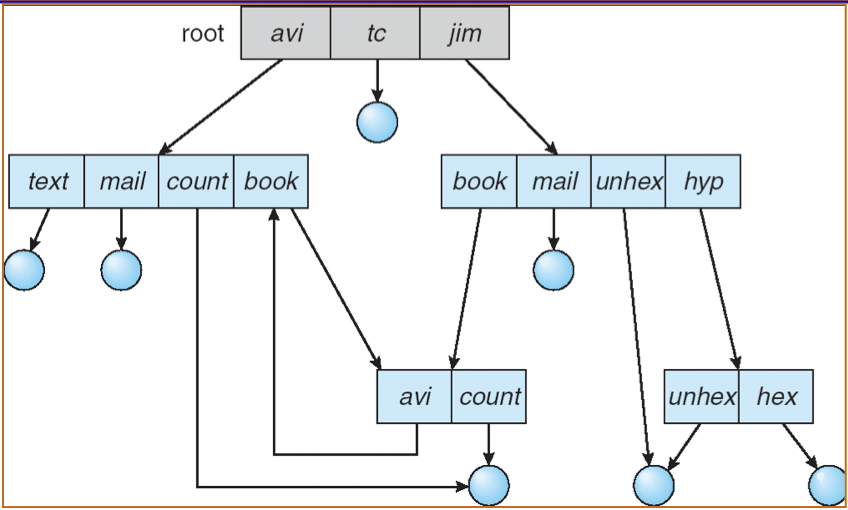 root avi tc jim
text mail count book book mail unhex hyp
avi count unhex hex